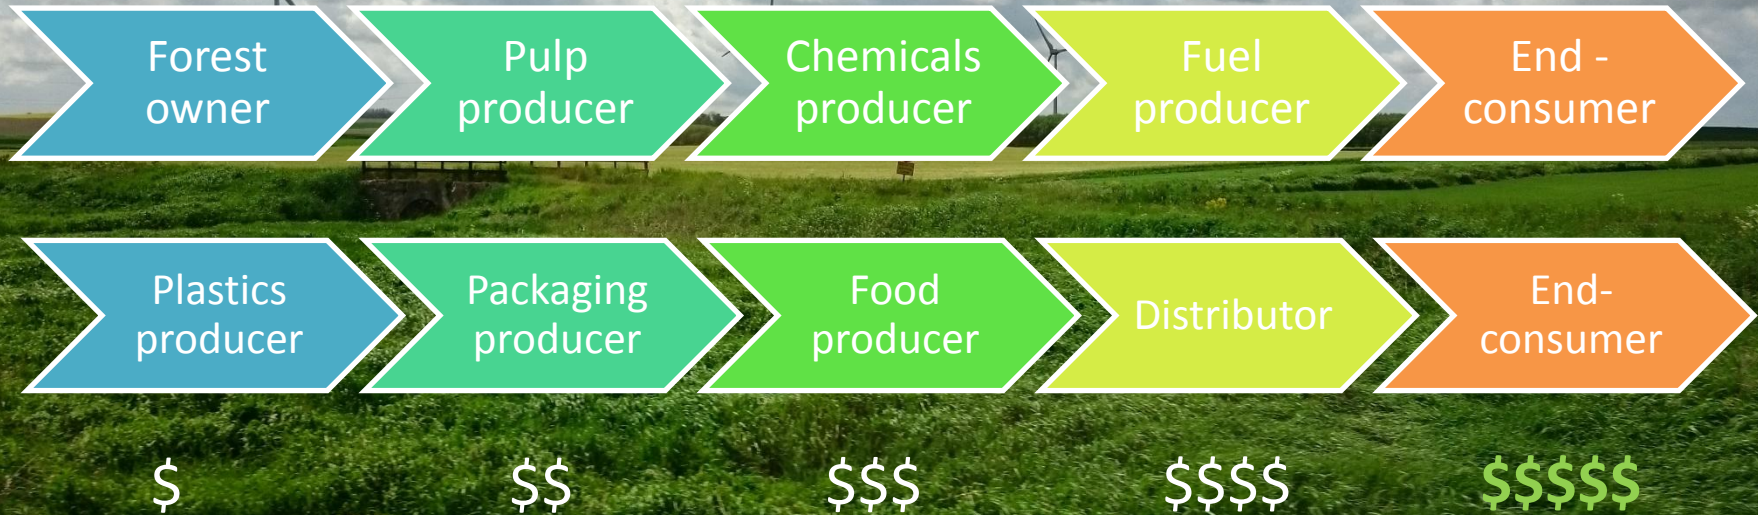 Forest
owner
Pulp
producer
Chemicals
producer
Fuel
producer
End -
consumer
Plastics
producer
Packaging
producer
Food
producer
Distributor
End-
consumer
$
$$
$$$
$$$$
$$$$$